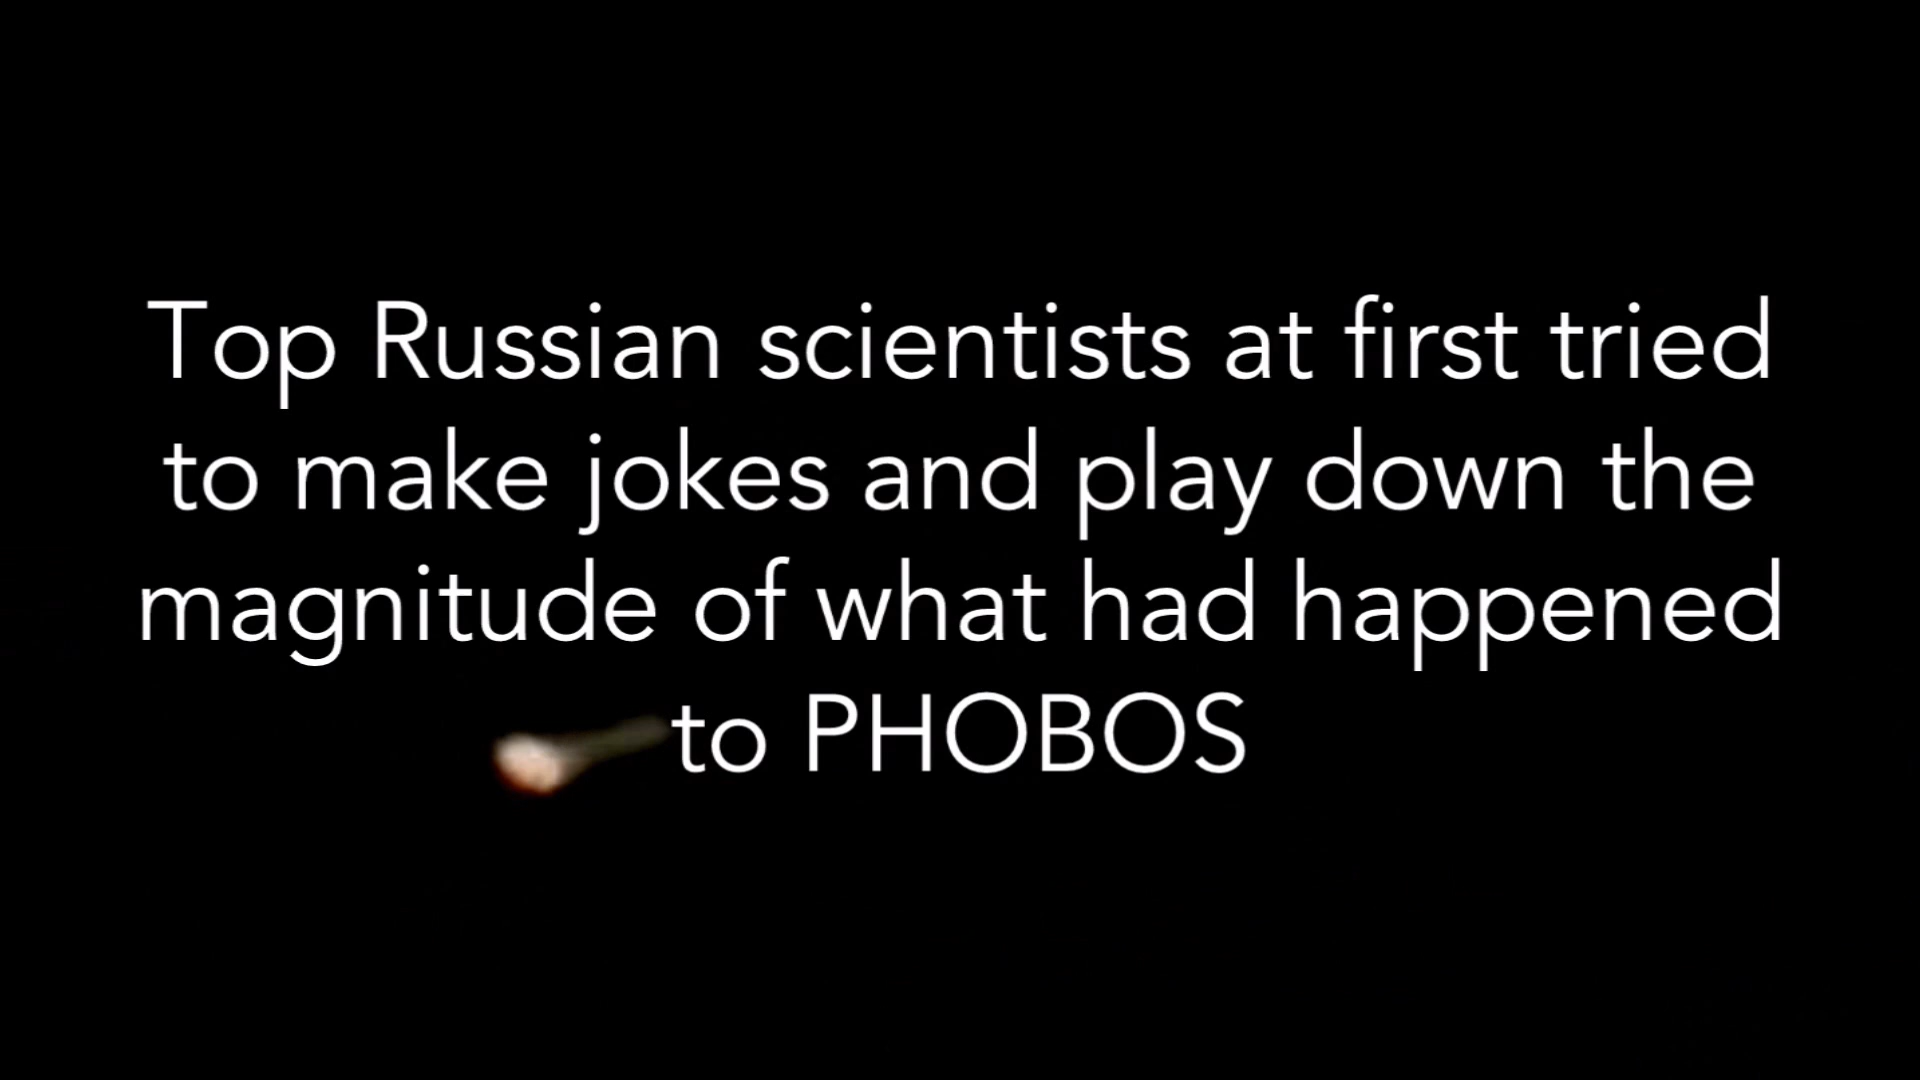 Top Russian scientists at first tried
to make jokes and play down the
magnitude of what had happened
to PHOBOS